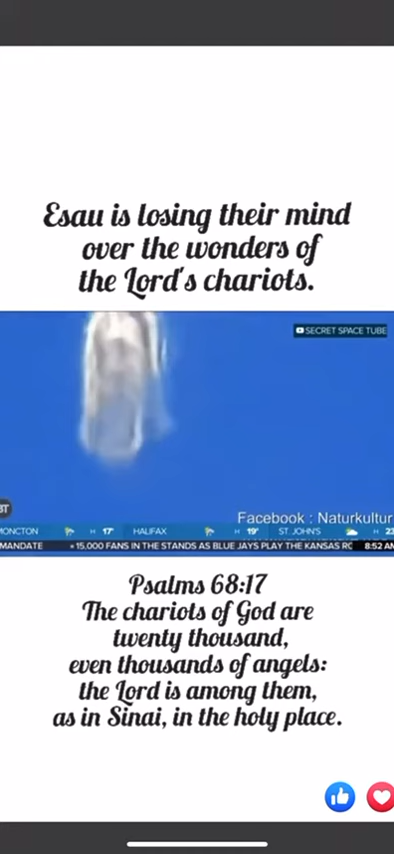 Esau is losing their mind
over the wonders of
the Lord's chariots.
SECRET SPACE TUBE
Facebook : Naturkultur
MONCTON H 17° HALIFAX H 19° ST. JOHN'S H 23
MANDATE 15,000 FANS IN THE STANDS AS BLUE JAYS PLAY THE KANSAS RO 8:52 AM
Psalms 68:17
The chariots of God are
twenty thousand,
even thousands of angels:
the Lord is among them,
as in Sinai, in the holy place.